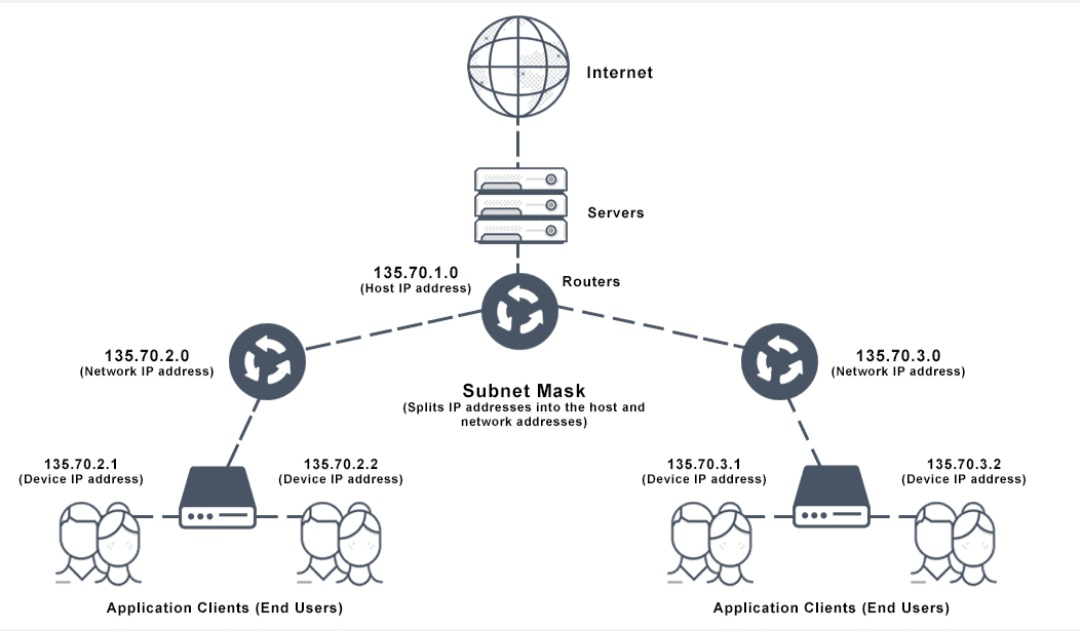 Internet
Servers
135.70.1.0
(Host IP address)
Routers
135.70.2.0
(Network IP address)
135.70.3.0
(Network IP address)
Subnet Mask
(Splits IP addresses into the host and
network addresses)
135.70.2.1
(Device IP address)
135.70.2.2
(Device IP address)
135.70.3.1
(Device IP address)
135.70.3.2
(Device IP address)
Application Clients (End Users)
Application Clients (End Users)